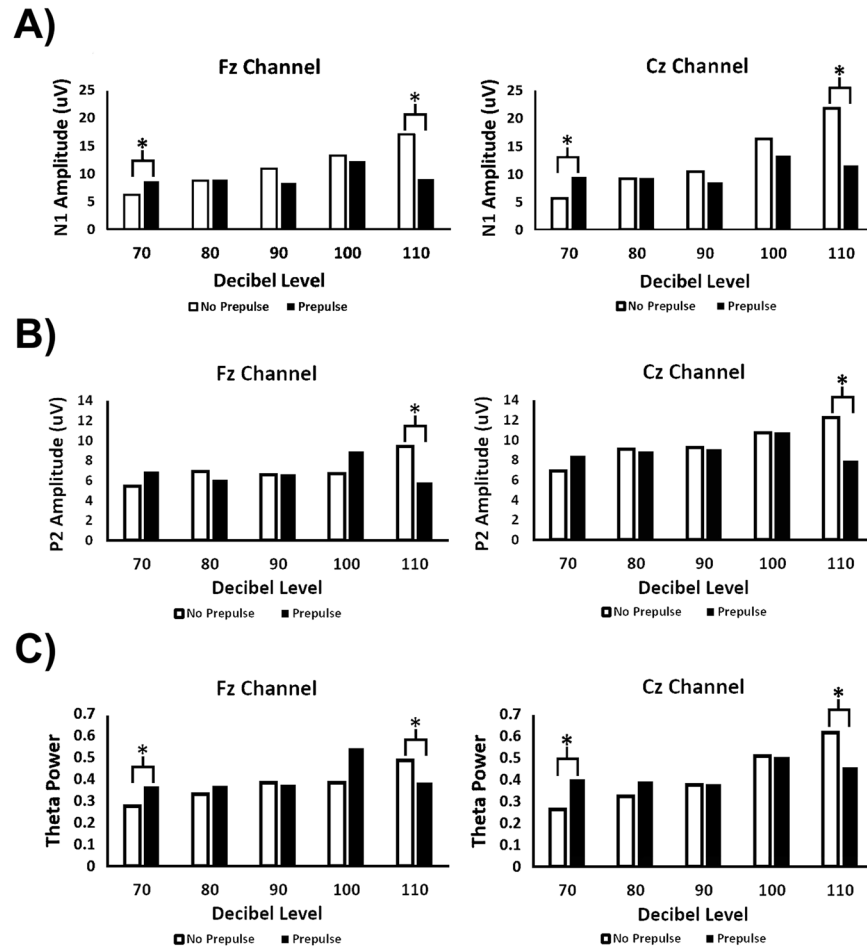 A)
Fz Channel
N1 Amplitude (uV)
25
20
15
10
5
0
*
*
70 80 90 100 110
Decibel Level
No Prepulse Prepulse
Cz Channel
N1 Amplitude (uV)
25
20
15
10
5
0
*
*
70 80 90 100 110
Decibel Level
No Prepulse Prepulse
B)
Fz Channel
P2 Amplitude (uV)
14
12
10
8
6
4
2
0
*
70 80 90 100 110
Decibel Level
No Prepulse Prepulse
Cz Channel
P2 Amplitude (uV)
14
12
10
8
6
4
2
0
*
70 80 90 100 110
Decibel Level
No Prepulse Prepulse
C)
Fz Channel
Theta Power
0.7
0.6
0.5
0.4
0.3
0.2
0.1
0
*
*
70 80 90 100 110
Decibel Level
No Prepulse Prepulse
Cz Channel
Theta Power
0.7
0.6
0.5
0.4
0.3
0.2
0.1
0
*
*
70 80 90 100 110
Decibel Level
No Prepulse Prepulse